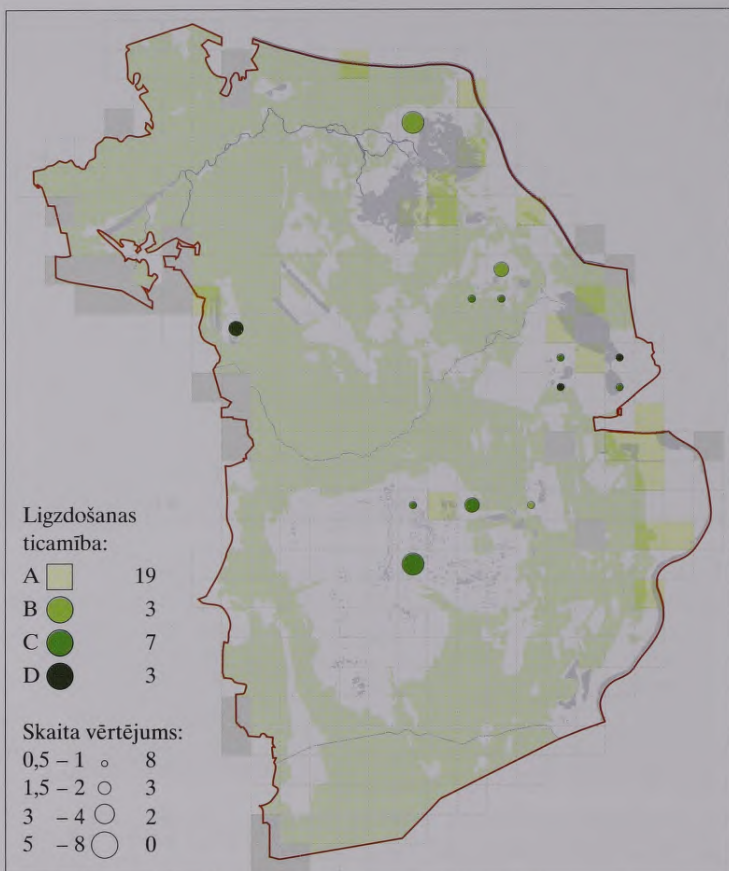 Ligzdošanas
ticamība:
A 19
B 3
C 7
D 3
Skaita vērtējums:
0,5 – 1 8
1,5 – 2 3
3 – 4 2
5 – 8 0